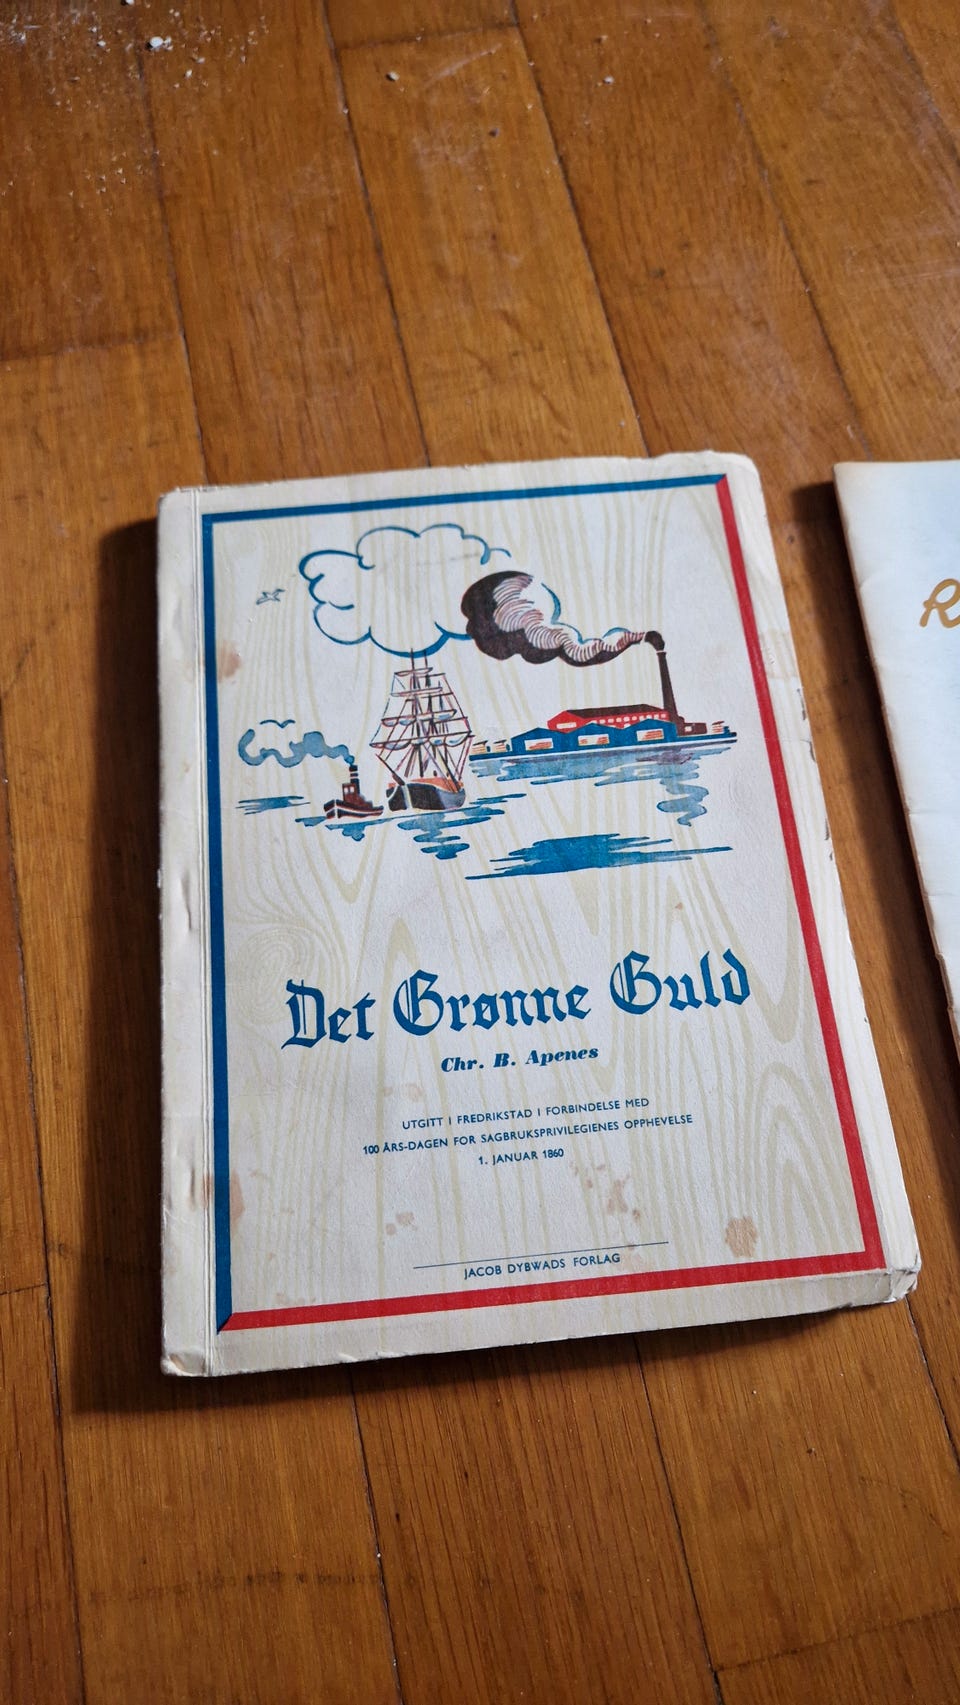 Det Grønne Guld
Chr. B. Apenes
UTGITT I FREDRIKSTAD I FORBINDELSE MED
100 ÅRS-DAGEN FOR SAGBRUKSPRIVILEGIENES OPPHEVELSE
1. JANUAR 1860
JACOB DYBWADS FORLAG
R